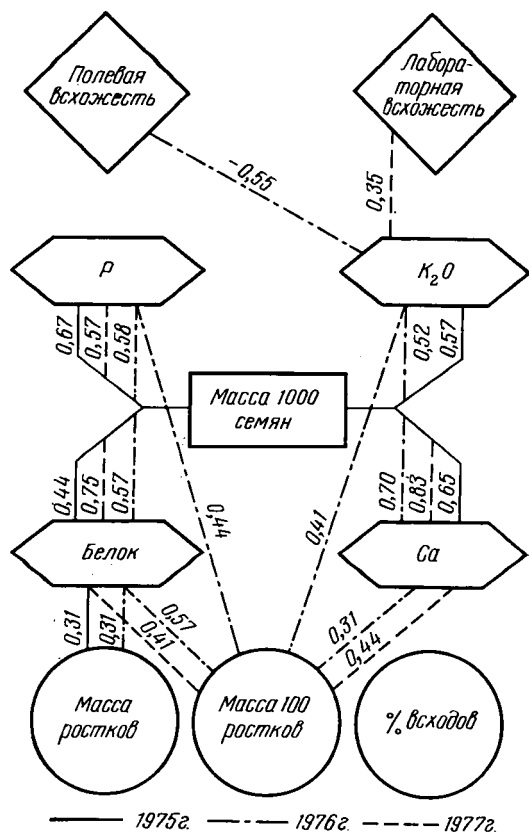 Полевая
всхожесть
Лабора-
торная
всхожесть
-0,55
0,35
P
K₂O
0,67
0,57
0,58
0,52
0,57
Масса 1000
семян
0,44
0,75
0,57
0,44
0,41
0,70
0,83
0,65
Белок
Ca
0,31
0,31
0,41
0,57
0,31
0,44
Масса
ростков
Масса 100
ростков
% всходов
1975г.
1976г.
1977г.